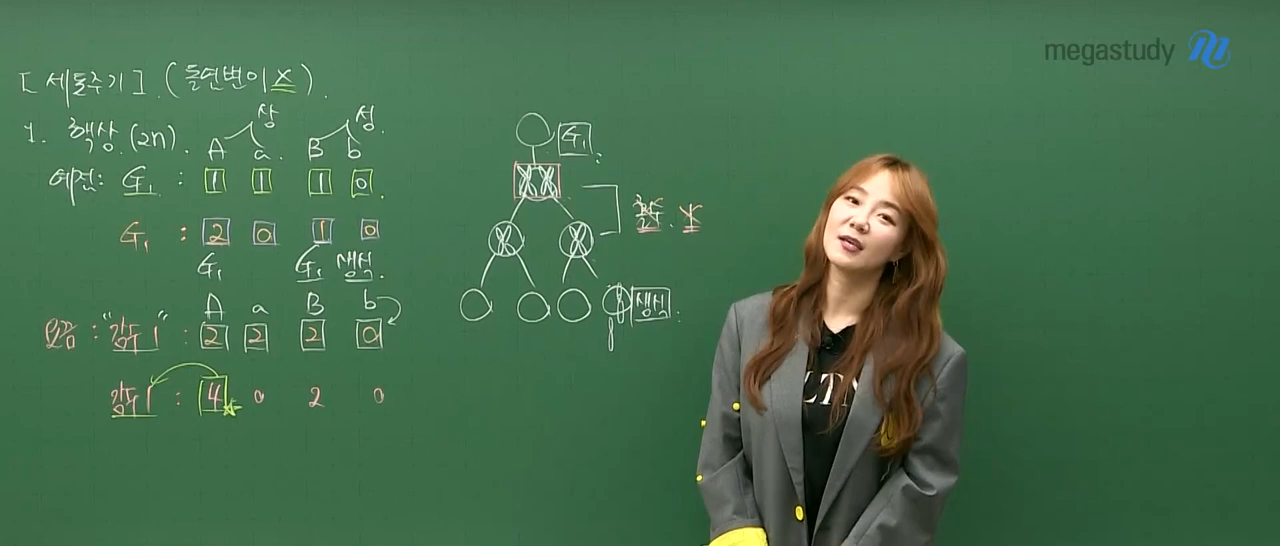 megastudy
[세포주기]. (돌연변이 X).
상 성.
1. 핵상.(2n). A a. B b
예전: G₁ : 1 1 1 0.
G₁ : 2 0 1 0
G₁ G₁ 생식.
A a B b
요즘 : "감수1" : 2 2 2 0
감수1 : 4 0 2 0
G₁.
X
생식.
LTN